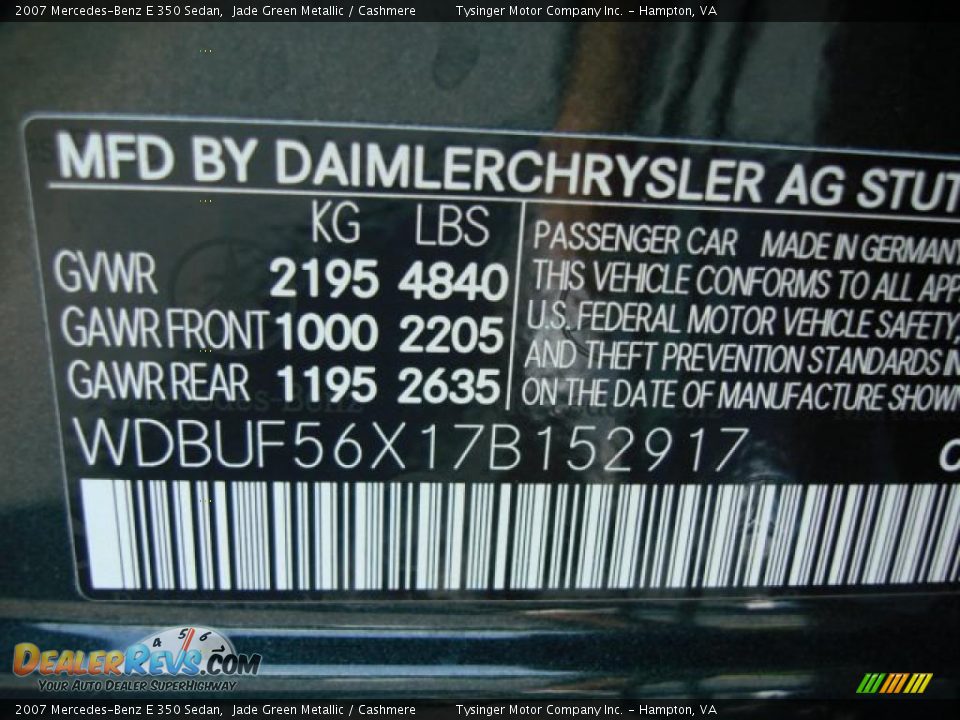 2007 Mercedes-Benz E 350 Sedan, Jade Green Metallic / Cashmere Tysinger Motor Company Inc. - Hampton, VA
MFD BY DAIMLERCHRYSLER AG STUT
KG LBS
GVWR 2195 4840
GAWR FRONT 1000 2205
GAWR REAR 1195 2635
PASSENGER CAR MADE IN GERMANY
THIS VEHICLE CONFORMS TO ALL APP
U.S. FEDERAL MOTOR VEHICLE SAFETY,
AND THEFT PREVENTION STANDARDS IN
ON THE DATE OF MANUFACTURE SHOWN
WDBUF56X17B152917
4 5 6 7
DEALERREVS.COM
YOUR AUTO DEALER SUPERHIGHWAY
2007 Mercedes-Benz E 350 Sedan, Jade Green Metallic / Cashmere Tysinger Motor Company Inc. - Hampton, VA